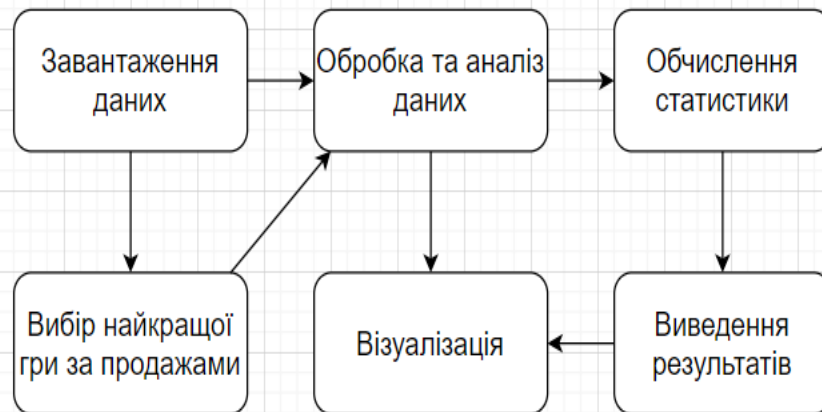 Завантаження
даних
Обробка та аналіз
даних
Обчислення
статистики
Вибір найкращої
гри за продажами
Візуалізація
Виведення
результатів